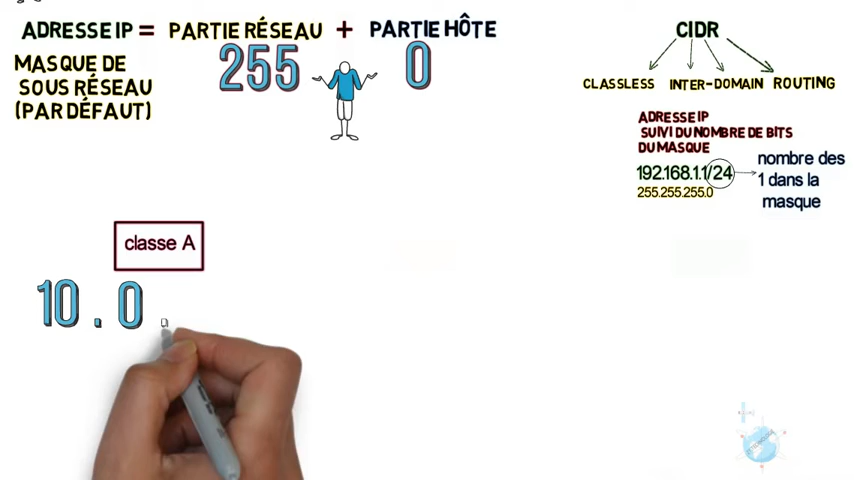 ADRESSE IP = PARTIE RÉSEAU + PARTIE HÔTE
MASQUE DE
SOUS RÉSEAU
(PAR DÉFAUT)
255 0
CIDR
CLASSLESS INTER-DOMAIN ROUTING
ADRESSE IP
SUIVI DU NOMBRE DE BITS
DU MASQUE
192.168.1.1/24
255.255.255.0
nombre des
1 dans la
masque
classe A
10.0.